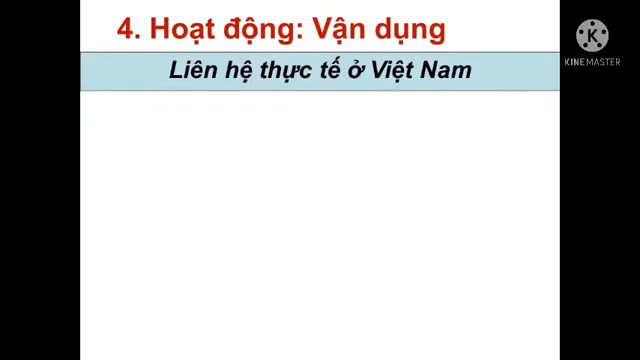 4. Hoạt động: Vận dụng
Liên hệ thực tế ở Việt Nam
K
KINEMASTER